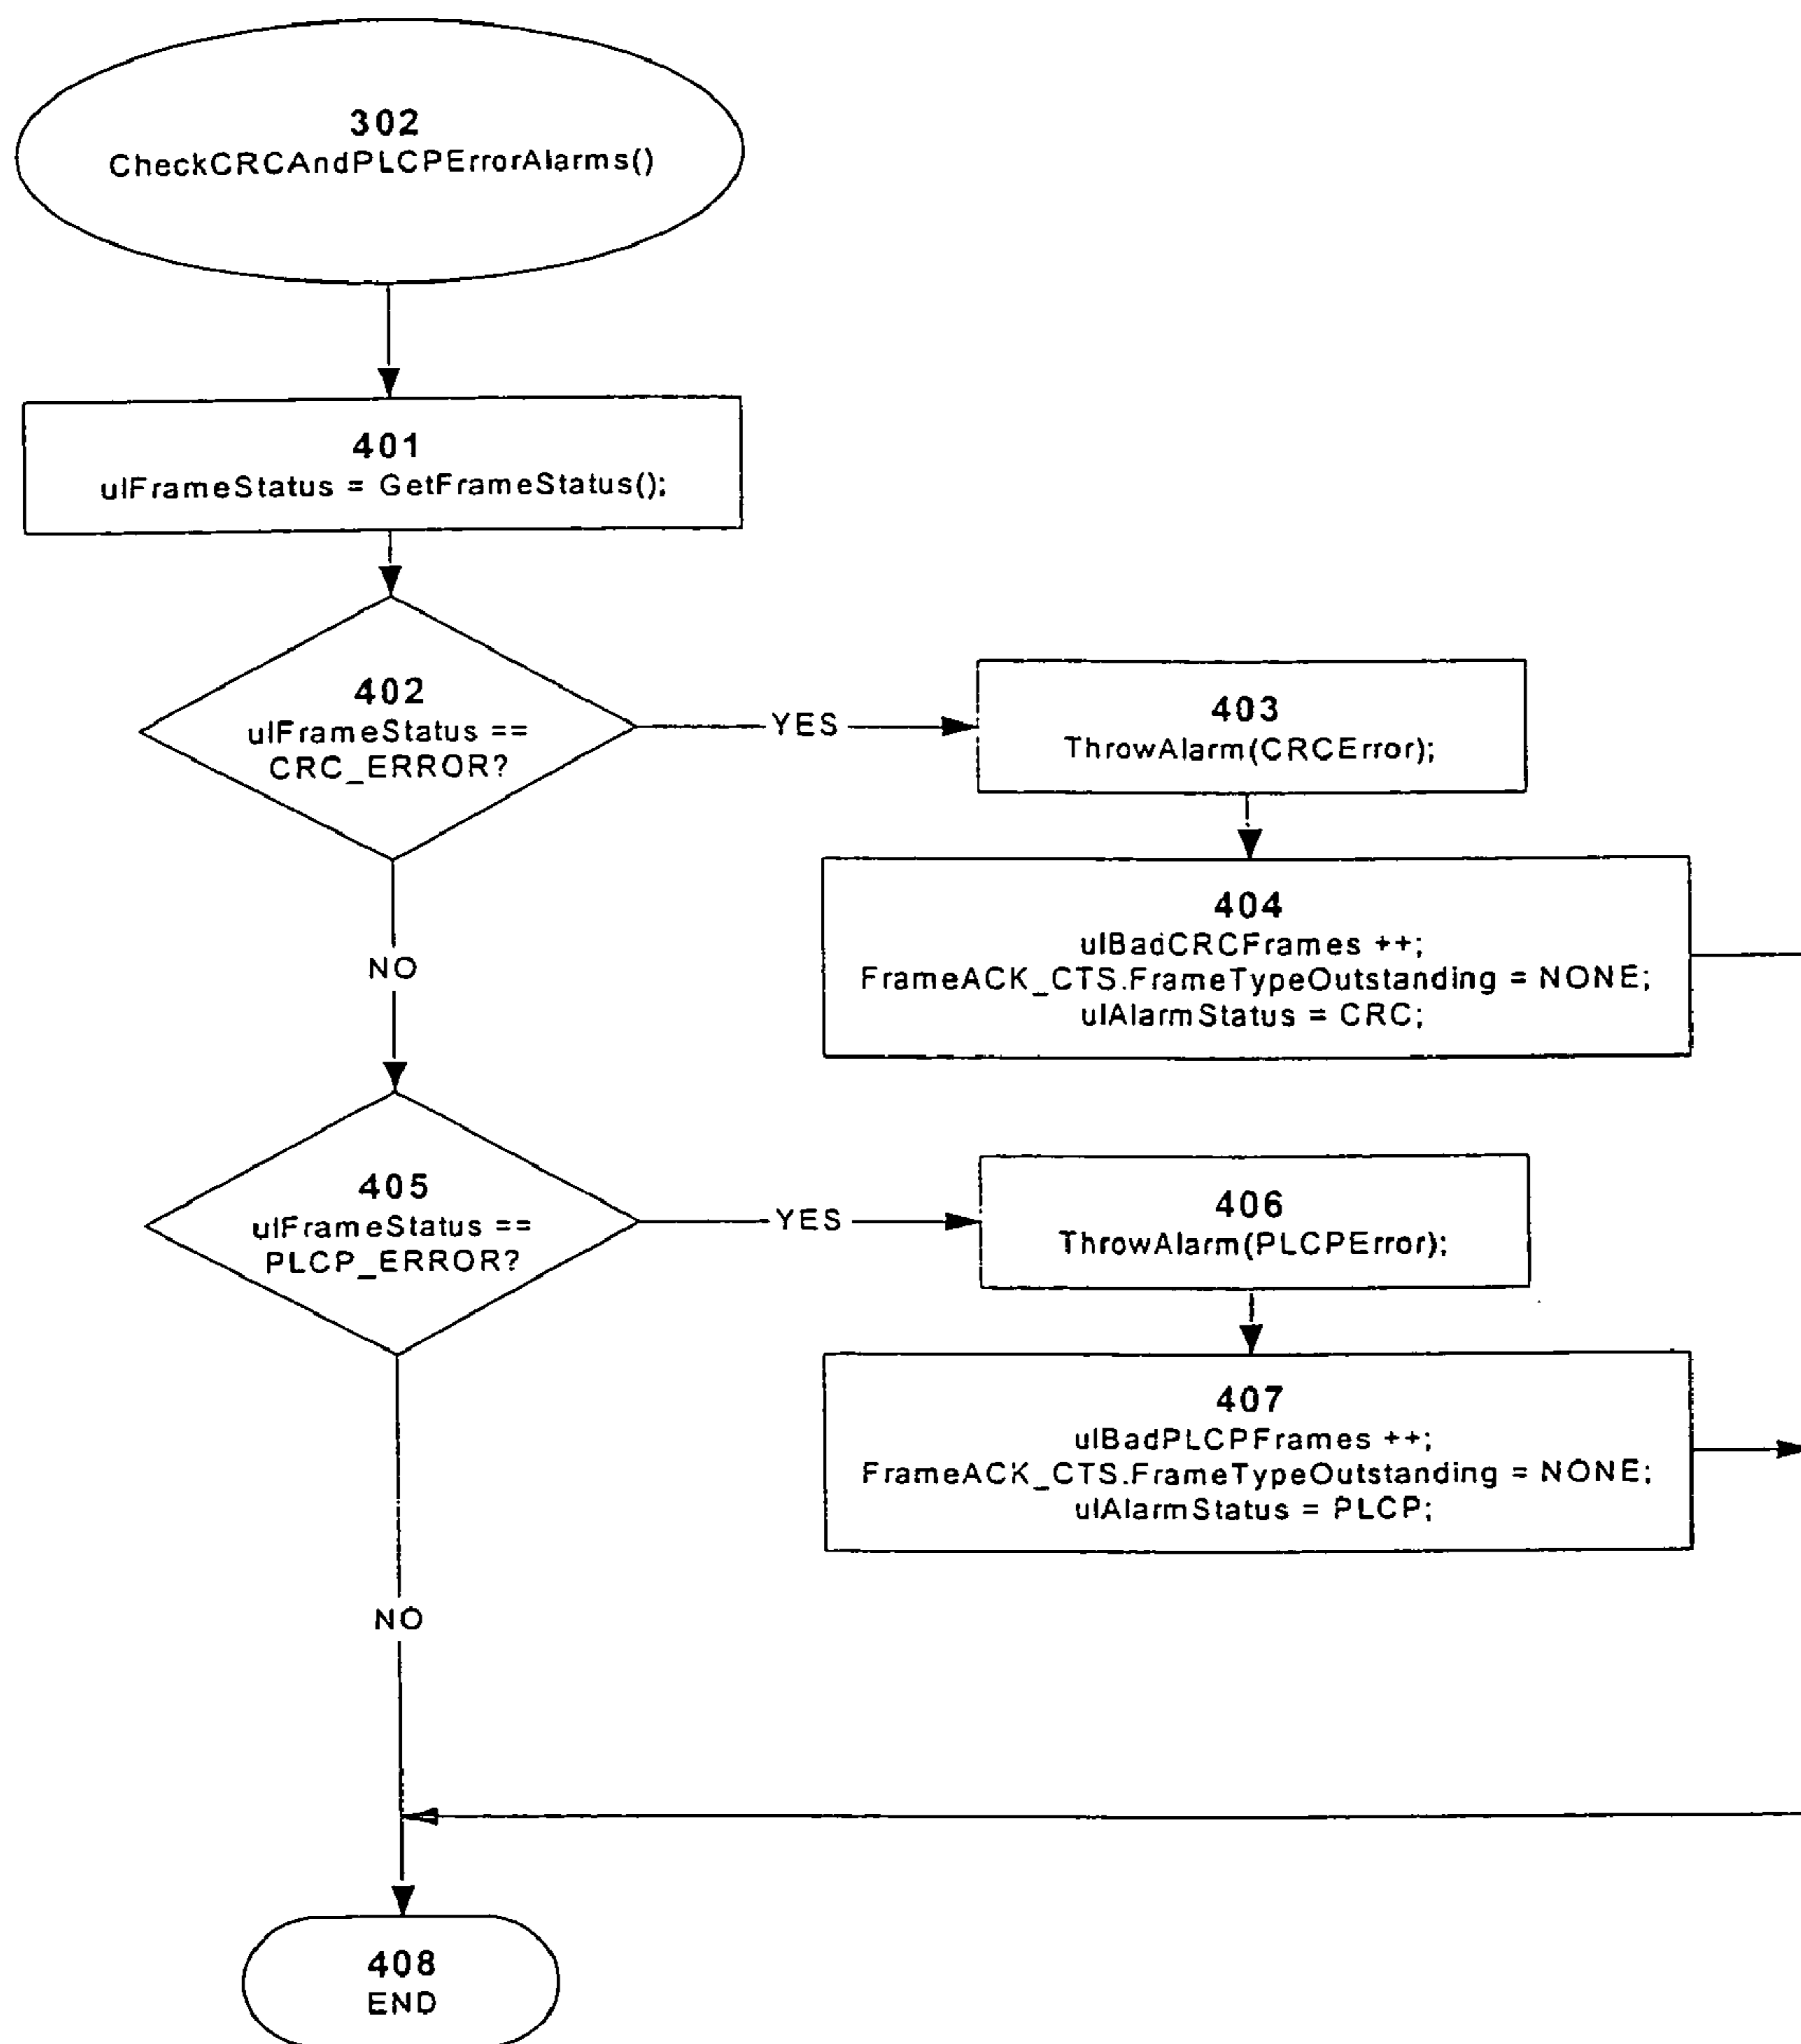 302
CheckCRCAndPLCPErrorAlarms()
401
ulFrameStatus = GetFrameStatus();
402
ulFrameStatus ==
CRC_ERROR?
YES
403
ThrowAlarm(CRCError);
404
ulBadCRCFrames ++;
FrameACK_CTS.FrameTypeOutstanding = NONE;
ulAlarmStatus = CRC;
NO
405
ulFrameStatus ==
PLCP_ERROR?
YES
406
ThrowAlarm(PLCPError);
407
ulBadPLCPFrames ++;
FrameACK_CTS.FrameTypeOutstanding = NONE;
ulAlarmStatus = PLCP;
NO
408
END